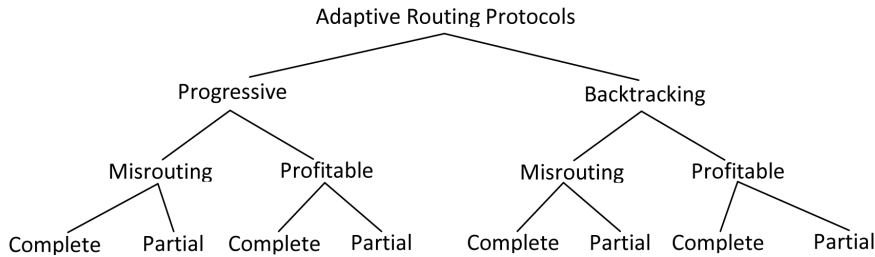 Adaptive Routing Protocols
Progressive Backtracking
Misrouting Profitable Misrouting Profitable
Complete Partial Complete Partial Complete Partial Complete Partial